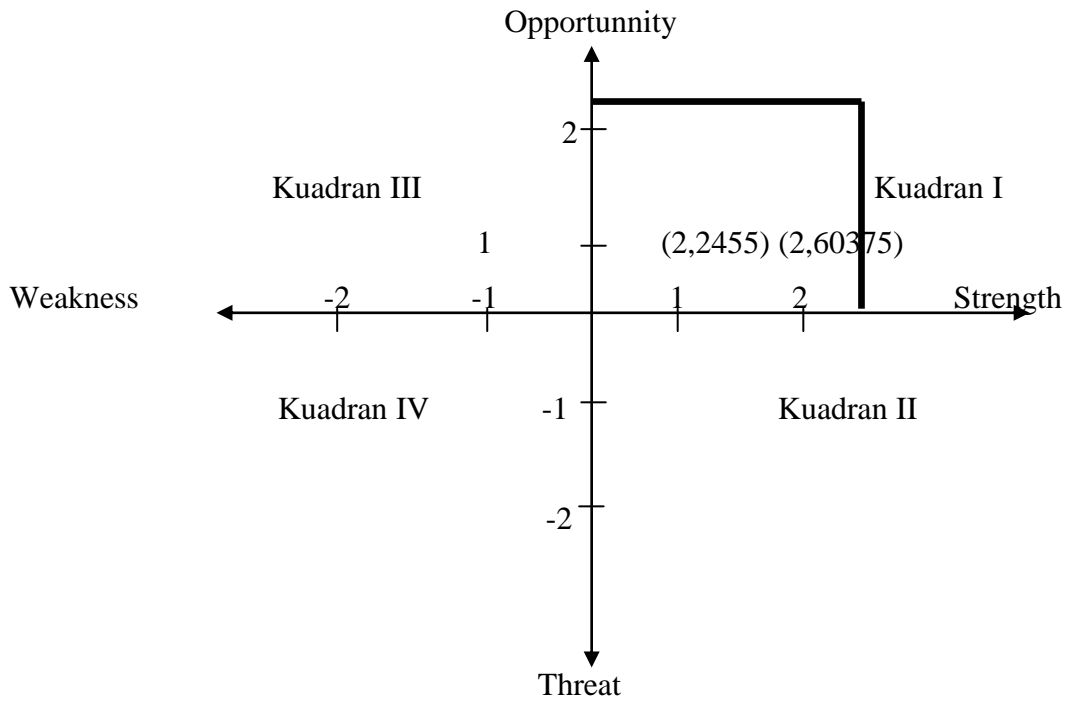 Opportunnity
2
Kuadran III Kuadran I
1 (2,2455) (2,60375)
Weakness -2 -1 1 2 Strength
Kuadran IV -1 Kuadran II
-2
Threat